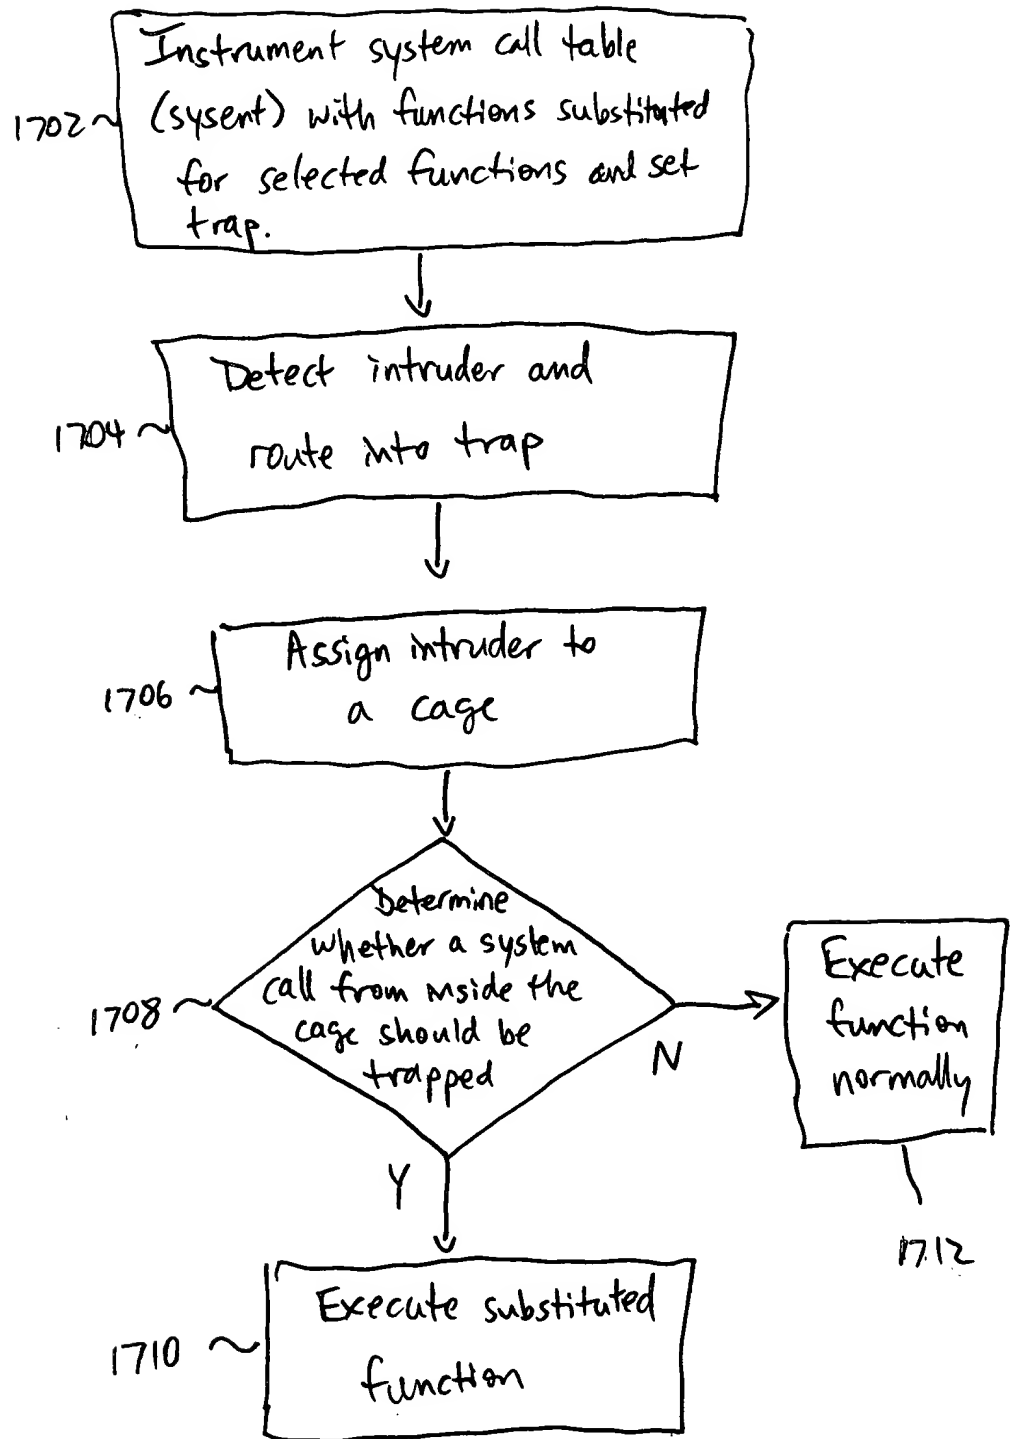 Instrument system call table
1702
(sysent) with functions substituted
for selected functions and set
trap.
Detect intruder and
1704
route into trap
Assign intruder to
1706
a cage
Determine
whether a system
call from inside the
1708
cage should be
trapped
N
Execute
function
normally
Y
1712
Execute substituted
1710
function